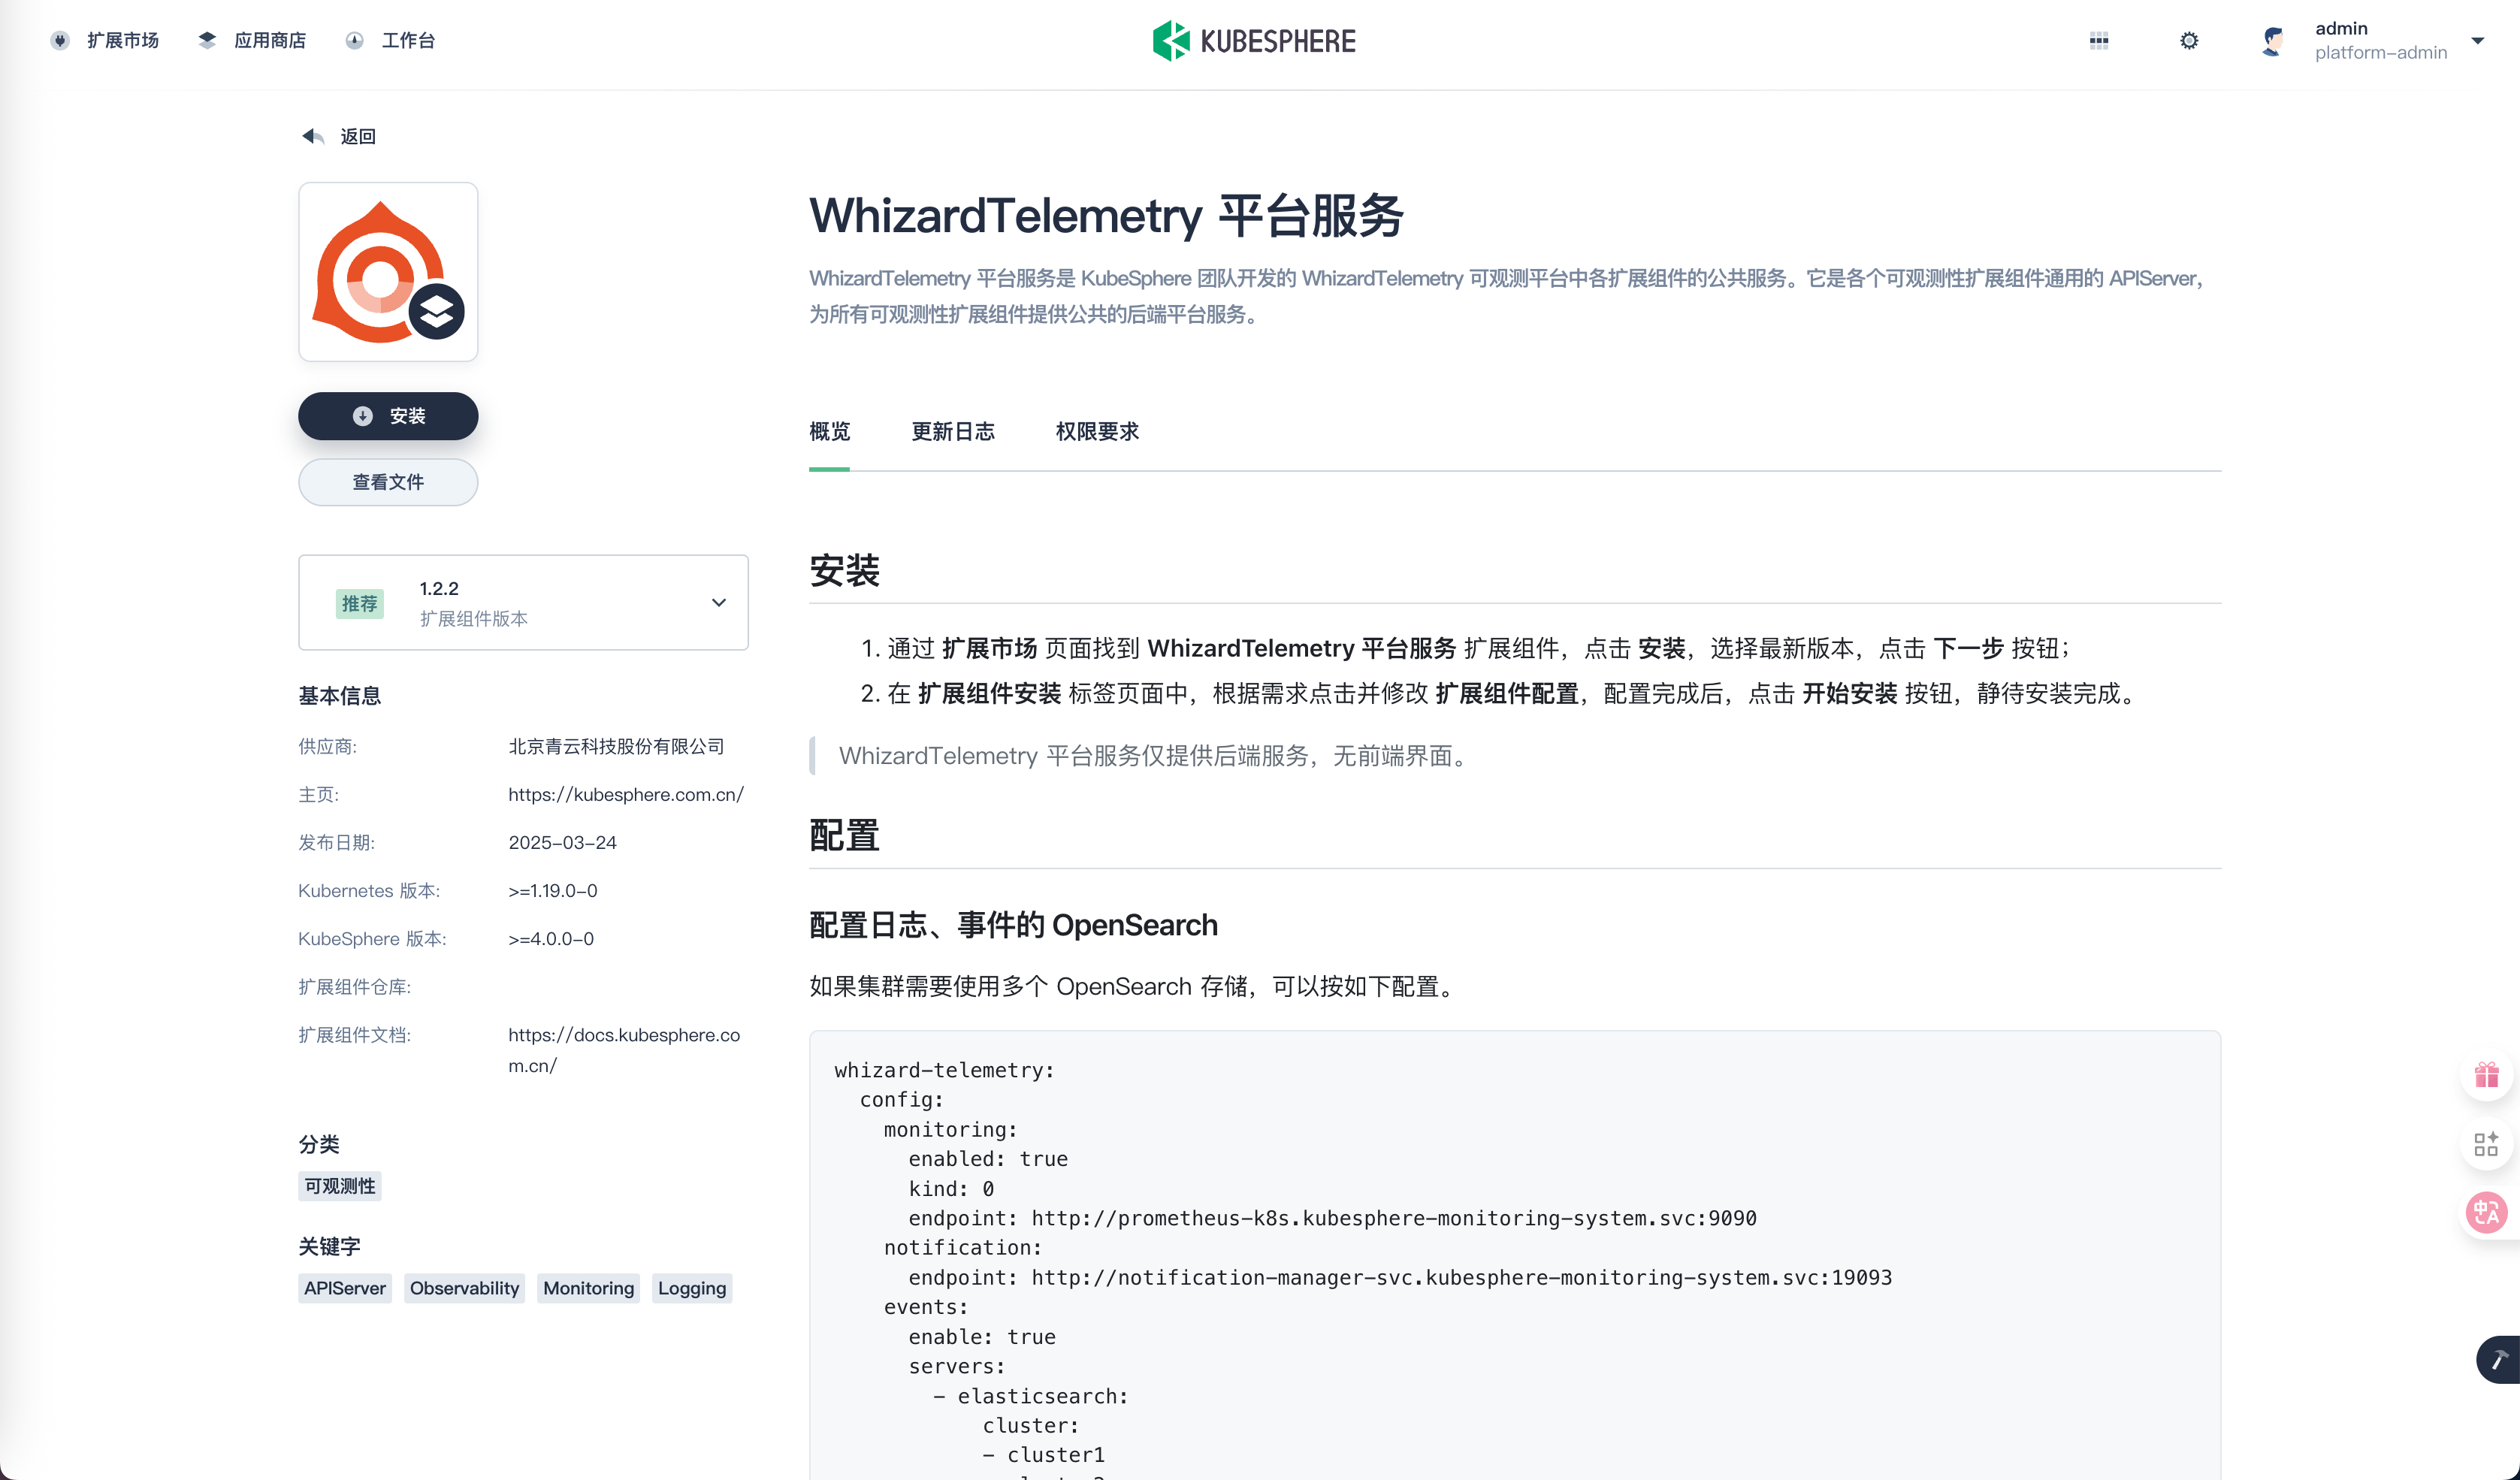 扩展市场
应用商店
工作台
KUBESPHERE
admin
platform-admin
返回
安装
查看文件
推荐
1.2.2
扩展组件版本
基本信息
供应商: 北京青云科技股份有限公司
主页: https://kubesphere.com.cn/
发布日期: 2025-03-24
Kubernetes 版本: >=1.19.0-0
KubeSphere 版本: >=4.0.0-0
扩展组件仓库:
扩展组件文档: https://docs.kubesphere.co
m.cn/
分类
可观测性
关键字
APIServer Observability Monitoring Logging
WhizardTelemetry 平台服务
WhizardTelemetry 平台服务是 KubeSphere 团队开发的 WhizardTelemetry 可观测平台中各扩展组件的公共服务。它是各个可观测性扩展组件通用的 APIServer，
为所有可观测性扩展组件提供公共的后端平台服务。
概览 更新日志 权限要求
安装
1. 通过 扩展市场 页面找到 WhizardTelemetry 平台服务 扩展组件，点击 安装，选择最新版本，点击 下一步 按钮；
2. 在 扩展组件安装 标签页面中，根据需求点击并修改 扩展组件配置，配置完成后，点击 开始安装 按钮，静待安装完成。
WhizardTelemetry 平台服务仅提供后端服务，无前端界面。
配置
配置日志、事件的 OpenSearch
如果集群需要使用多个 OpenSearch 存储，可以按如下配置。
whizard-telemetry:
  config:
    monitoring:
      enabled: true
      kind: 0
      endpoint: http://prometheus-k8s.kubesphere-monitoring-system.svc:9090
    notification:
      endpoint: http://notification-manager-svc.kubesphere-monitoring-system.svc:19093
    events:
      enable: true
      servers:
        - elasticsearch:
            cluster:
            - cluster1
中A